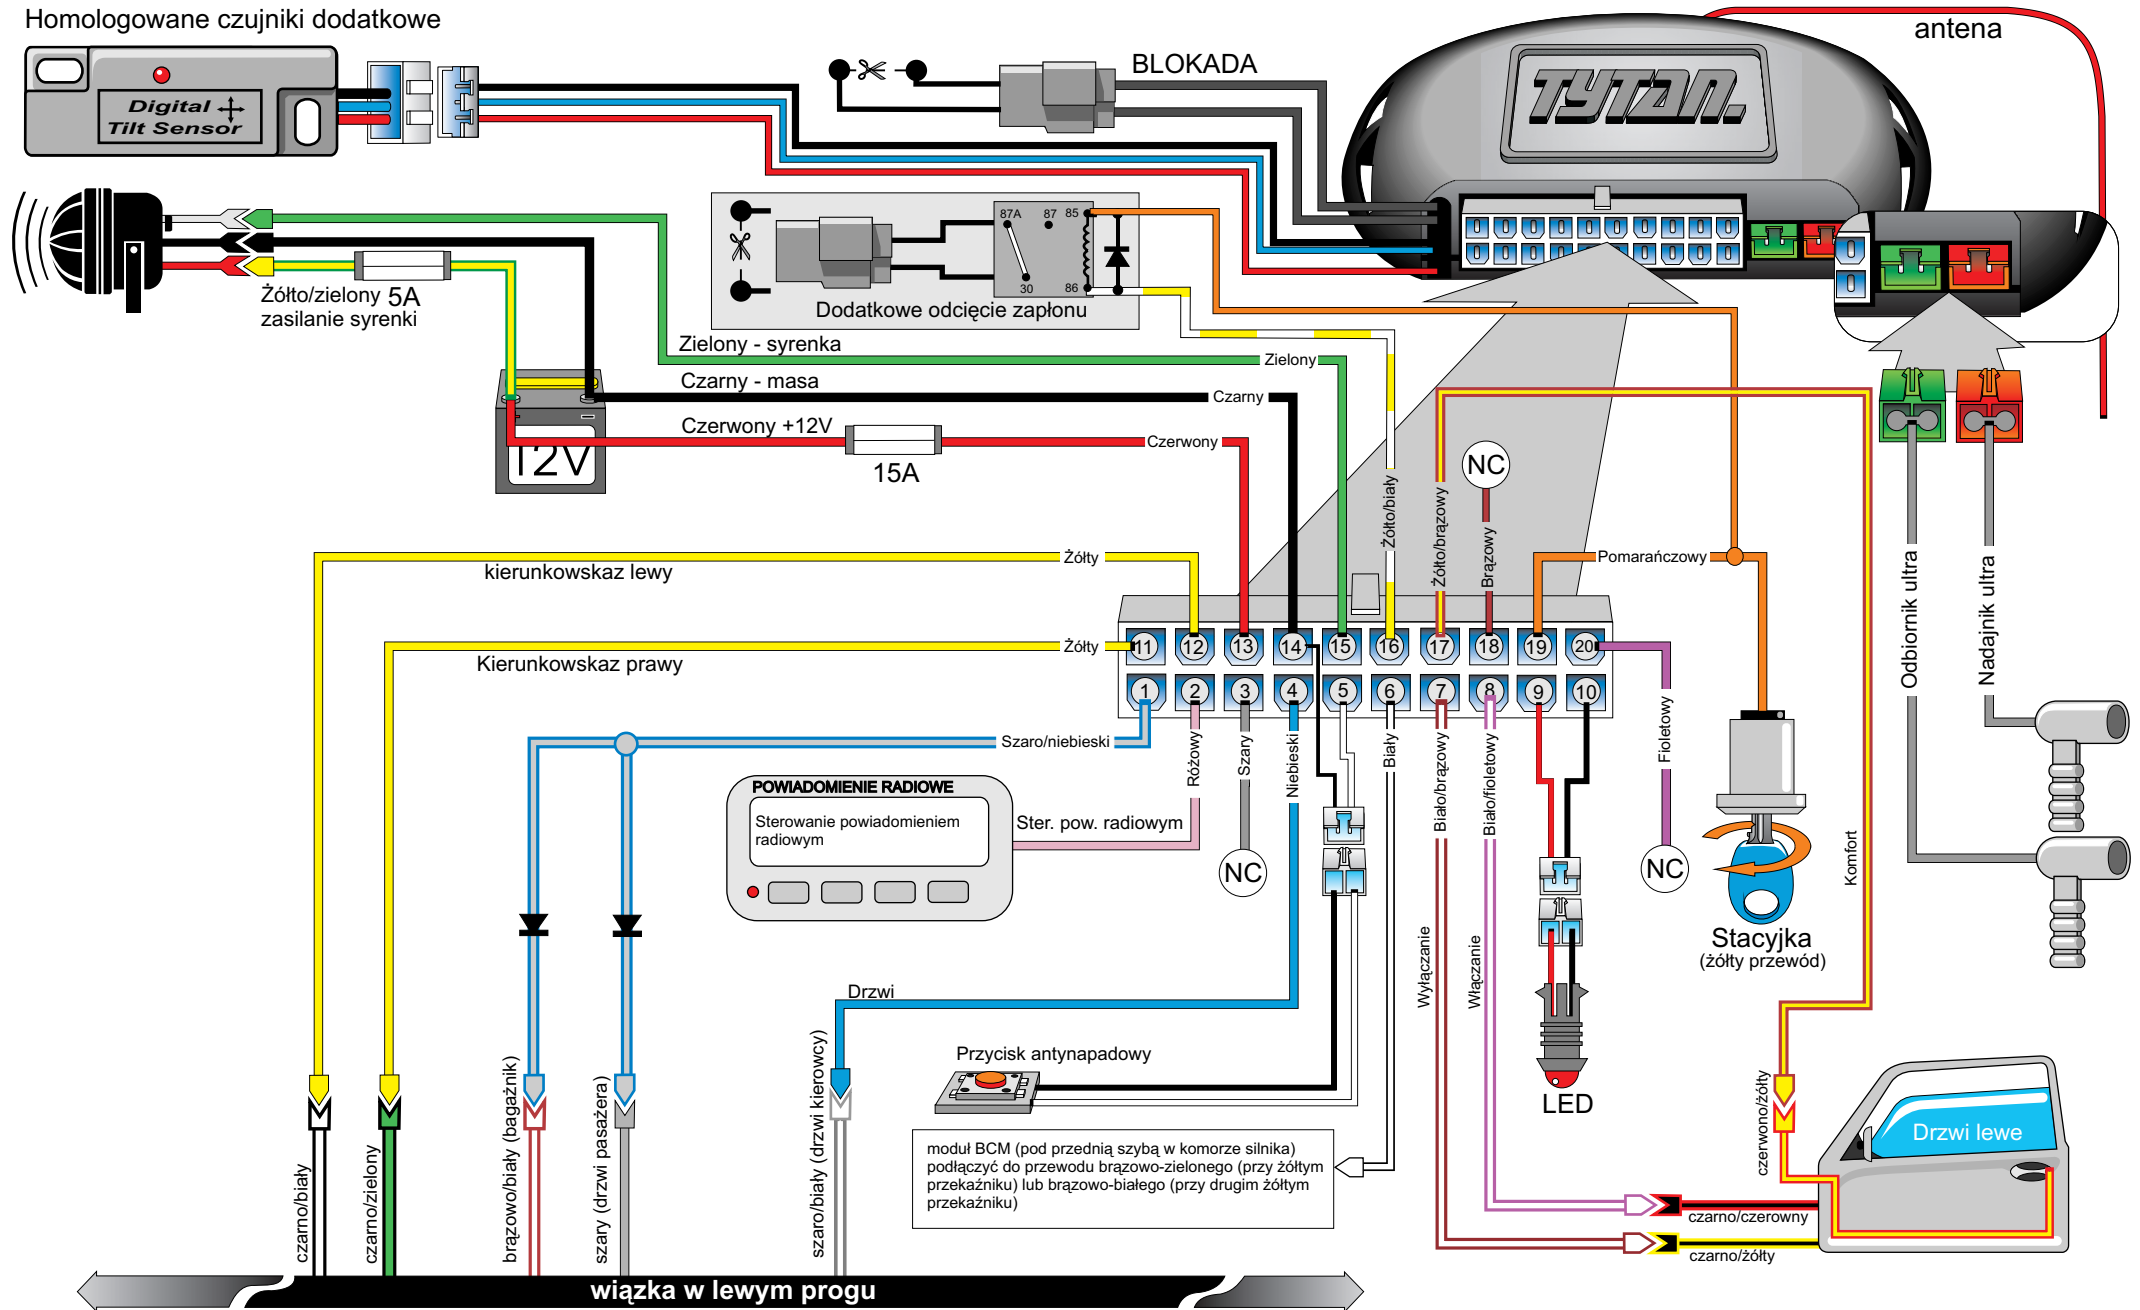 Homologowane czujniki dodatkowe
Digital
Tilt Sensor
BLOKADA
TYTAN.
antena
87A
87
85
30
86
Dodatkowe odcięcie zapłonu
Żółto/zielony 5A
zasilanie syrenki
Zielony - syrenka
Zielony
Czarny - masa
Czarny
Czerwony +12V
Czerwony
15A
12V
NC
Żółto/biały
Żółto/brązowy
Brązowy
Pomarańczowy
Odbiornik ultra
Nadajnik ultra
kierunkowskaz lewy
Żółty
Kierunkowskaz prawy
Żółty
11
12
13
14
15
16
17
18
19
20
1
2
3
4
5
6
7
8
9
10
Szaro/niebieski
Różowy
Szary
Niebieski
Biały
Biało/brązowy
Biało/fioletowy
Fioletowy
POWIADOMIENIE RADIOWE
Sterowanie powiadomieniem
radiowym
Ster. pow. radiowym
NC
NC
Komfort
Stacyjka
(żółty przewód)
Wyłączanie
Włączanie
Drzwi
Przycisk antynapadowy
LED
moduł BCM (pod przednią szybą w komorze silnika)
podłączyć do przewodu brązowo-zielonego (przy żółtym
przekaźniku) lub brązowo-białego (przy drugim żółtym
przekaźniku)
czerwono/żółty
Drzwi lewe
czarno/czerowny
czarno/żółty
czarno/biały
czarno/zielony
brązowo/biały (bagażnik)
szary (drzwi pasażera)
szaro/biały (drzwi kierowcy)
wiązka w lewym progu